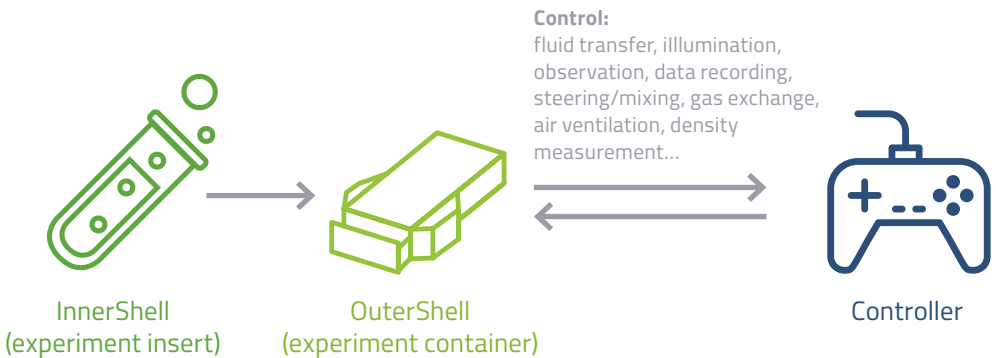 Control:
fluid transfer, illlumination,
observation, data recording,
steering/mixing, gas exchange,
air ventilation, density
measurement...
InnerShell
(experiment insert)
OuterShell
(experiment container)
Controller